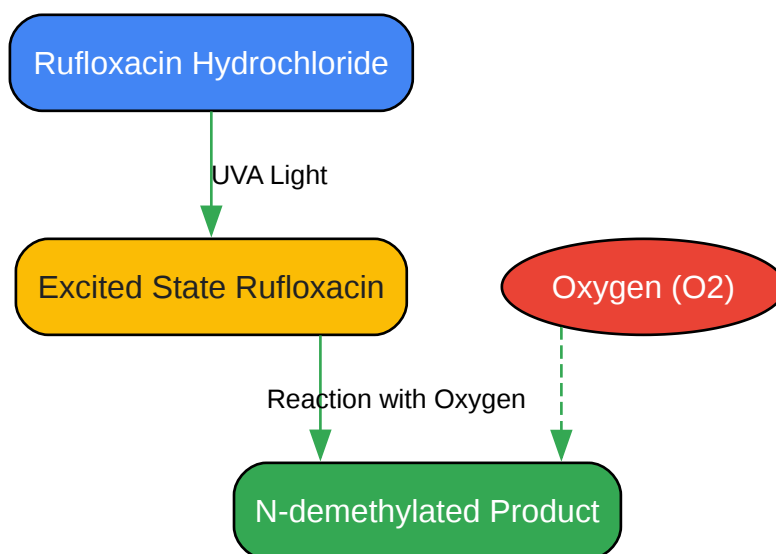 Rufloxacin Hydrochloride
UVA Light
Excited State Rufloxacin
Oxygen (O2)
Reaction with Oxygen
N-demethylated Product